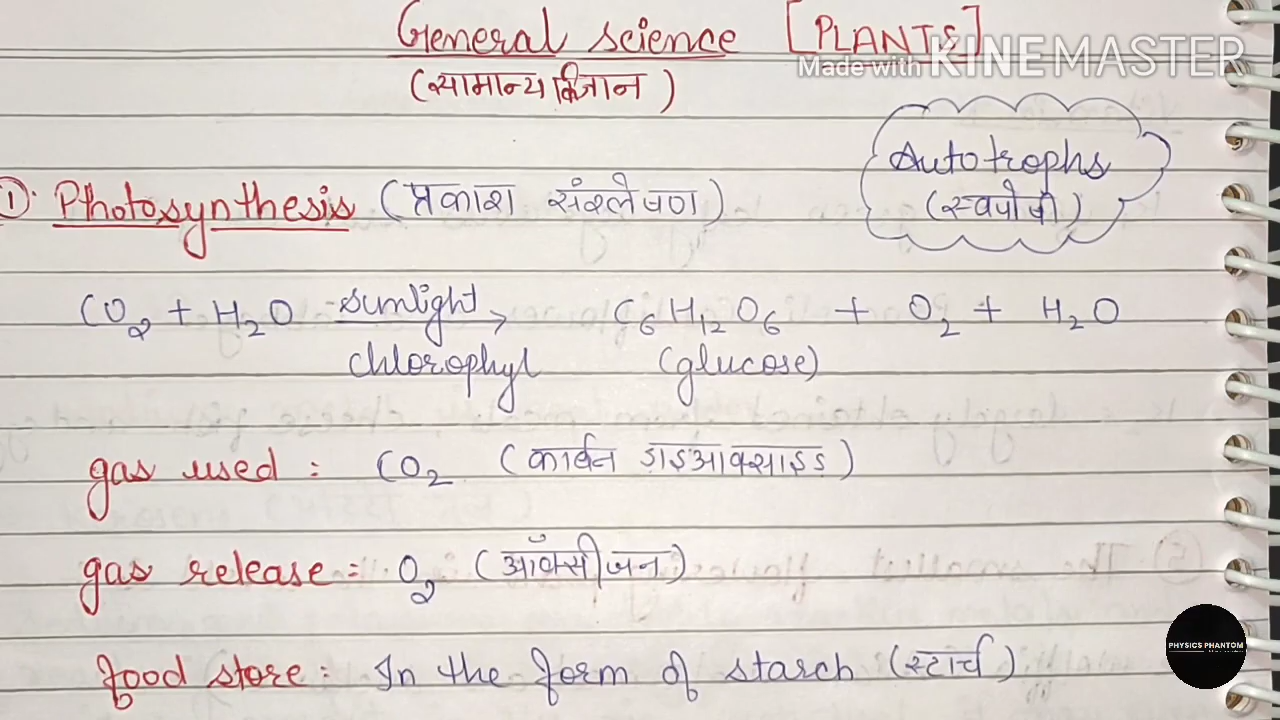 General science [PLANTS]
Made with KINEMASTER
(सामान्य विज्ञान)
Autotrophs
(स्वपोषी)
1. Photosynthesis (प्रकाश संश्लेषण)
CO2 + H2O sunlight → C6H12O6 + O2 + H2O
chlorophyl (glucose)
gas used : CO2 (कार्बन डाइआक्साइड)
gas release : O2 (ऑक्सीजन)
food store : In the form of starch (स्टार्च)
PHYSICS PHANTOM